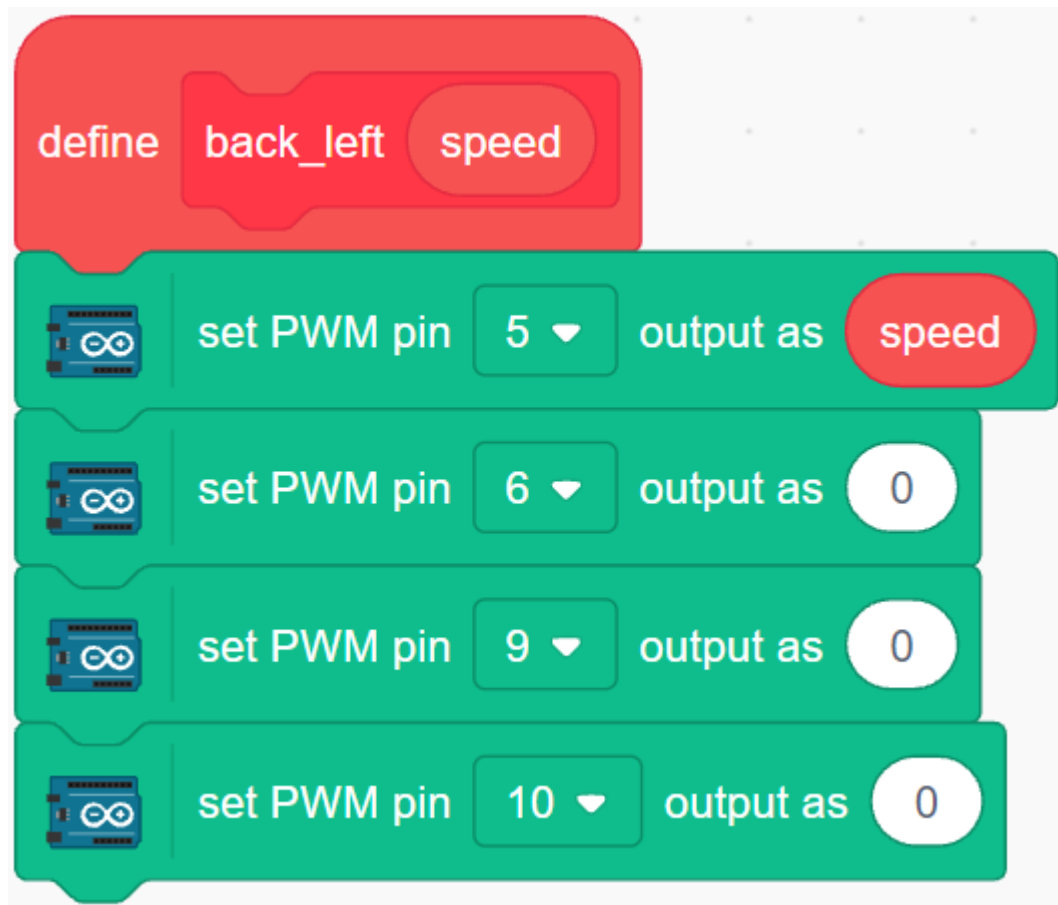 define back_left speed
set PWM pin 5 output as speed
set PWM pin 6 output as 0
set PWM pin 9 output as 0
set PWM pin 10 output as 0